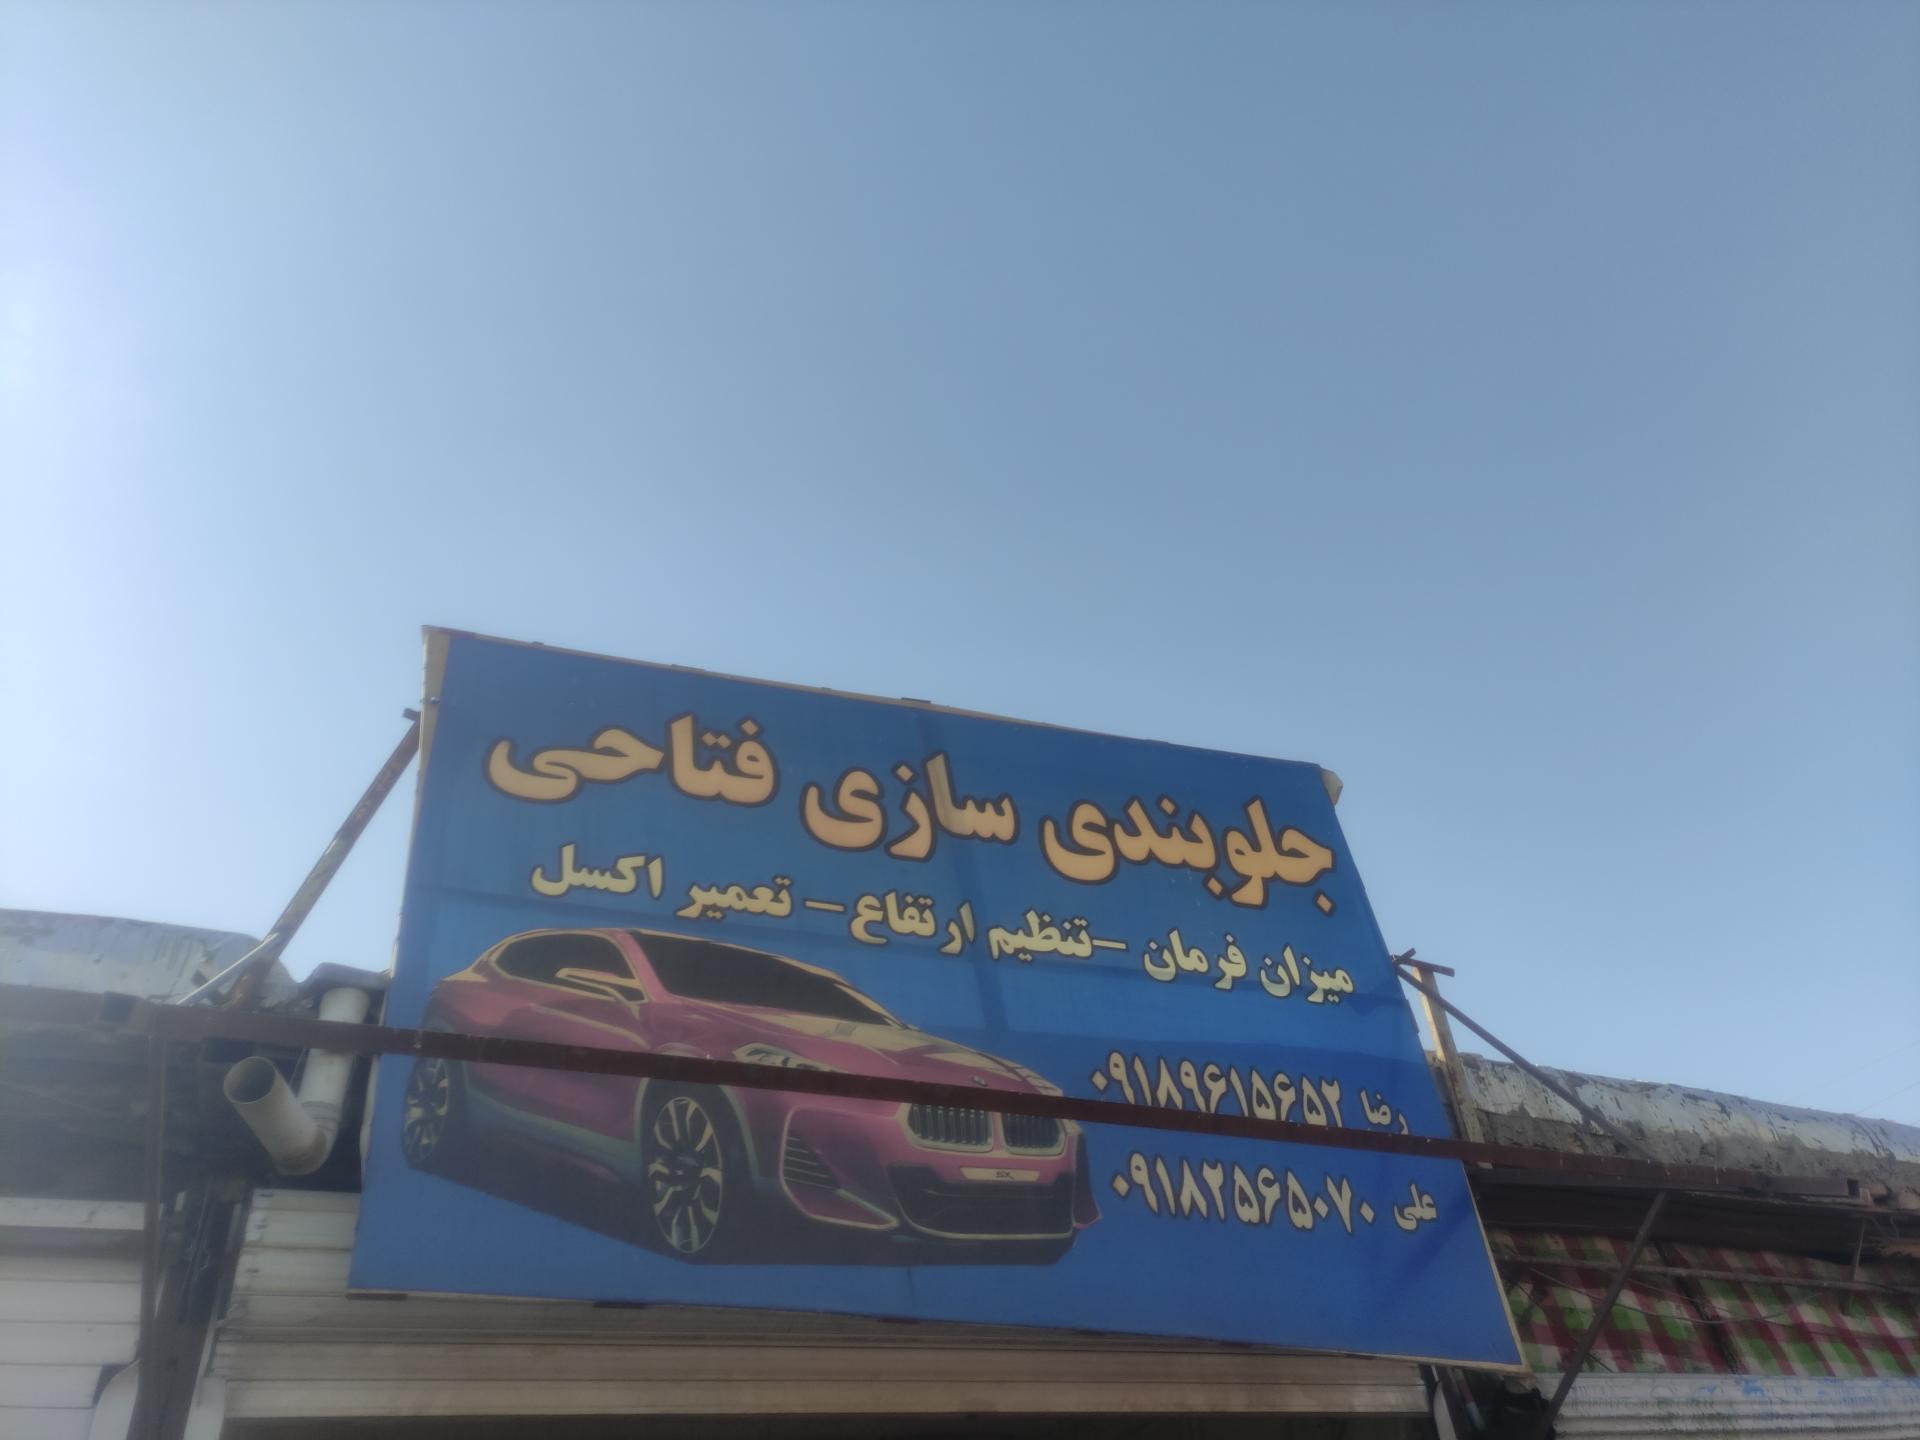 جلوبندی سازی فتاحی
میزان فرمان – تنظیم ارتفاع – تعمیر اکسل
رضا ۰۹۱۸۹۶۱۵۶۵۲
علی ۰۹۱۸۲۵۶۵۰۷۰